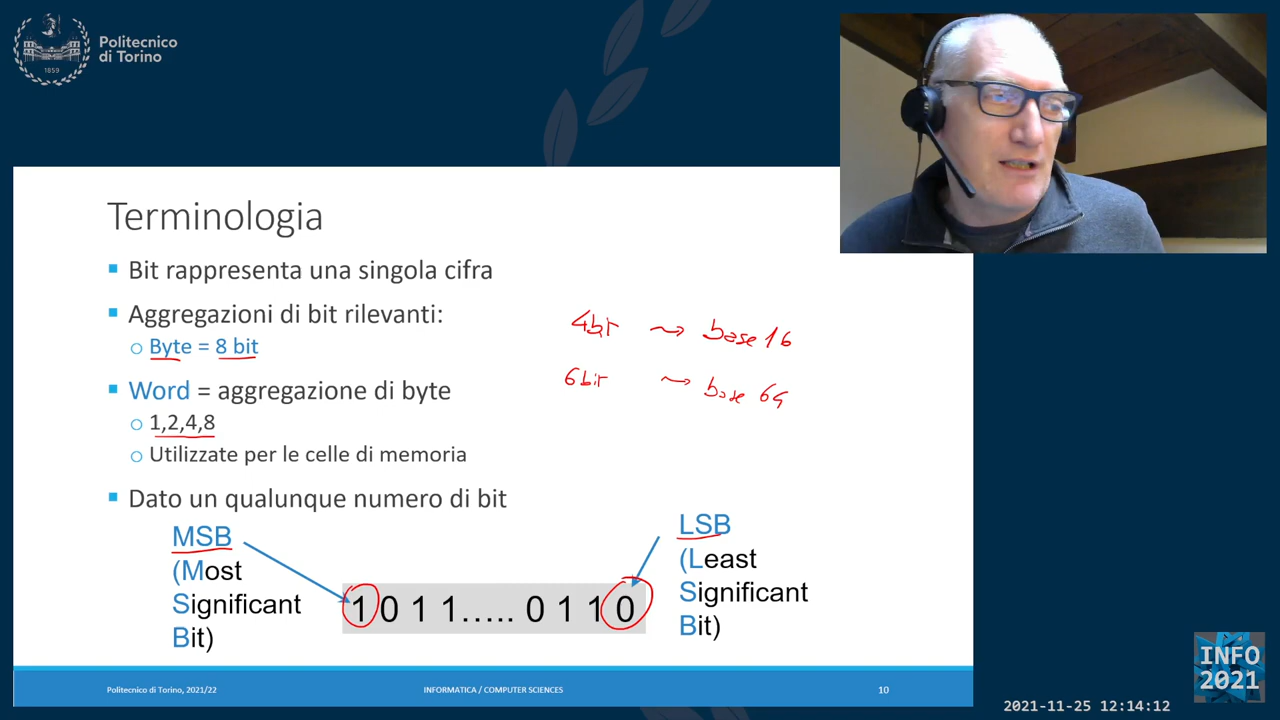 Politecnico
di Torino
1859
Terminologia
Bit rappresenta una singola cifra
Aggregazioni di bit rilevanti:
Byte = 8 bit
Word = aggregazione di byte
1,2,4,8
Utilizzate per le celle di memoria
Dato un qualunque numero di bit
4bit → base 16
6bit → base 64
MSB
(Most
Significant
Bit)
1 0 1 1….. 0 1 1 0
LSB
(Least
Significant
Bit)
Politecnico di Torino, 2021/22
INFORMATICA / COMPUTER SCIENCES
10
INFO
2021
2021-11-25 12:14:12